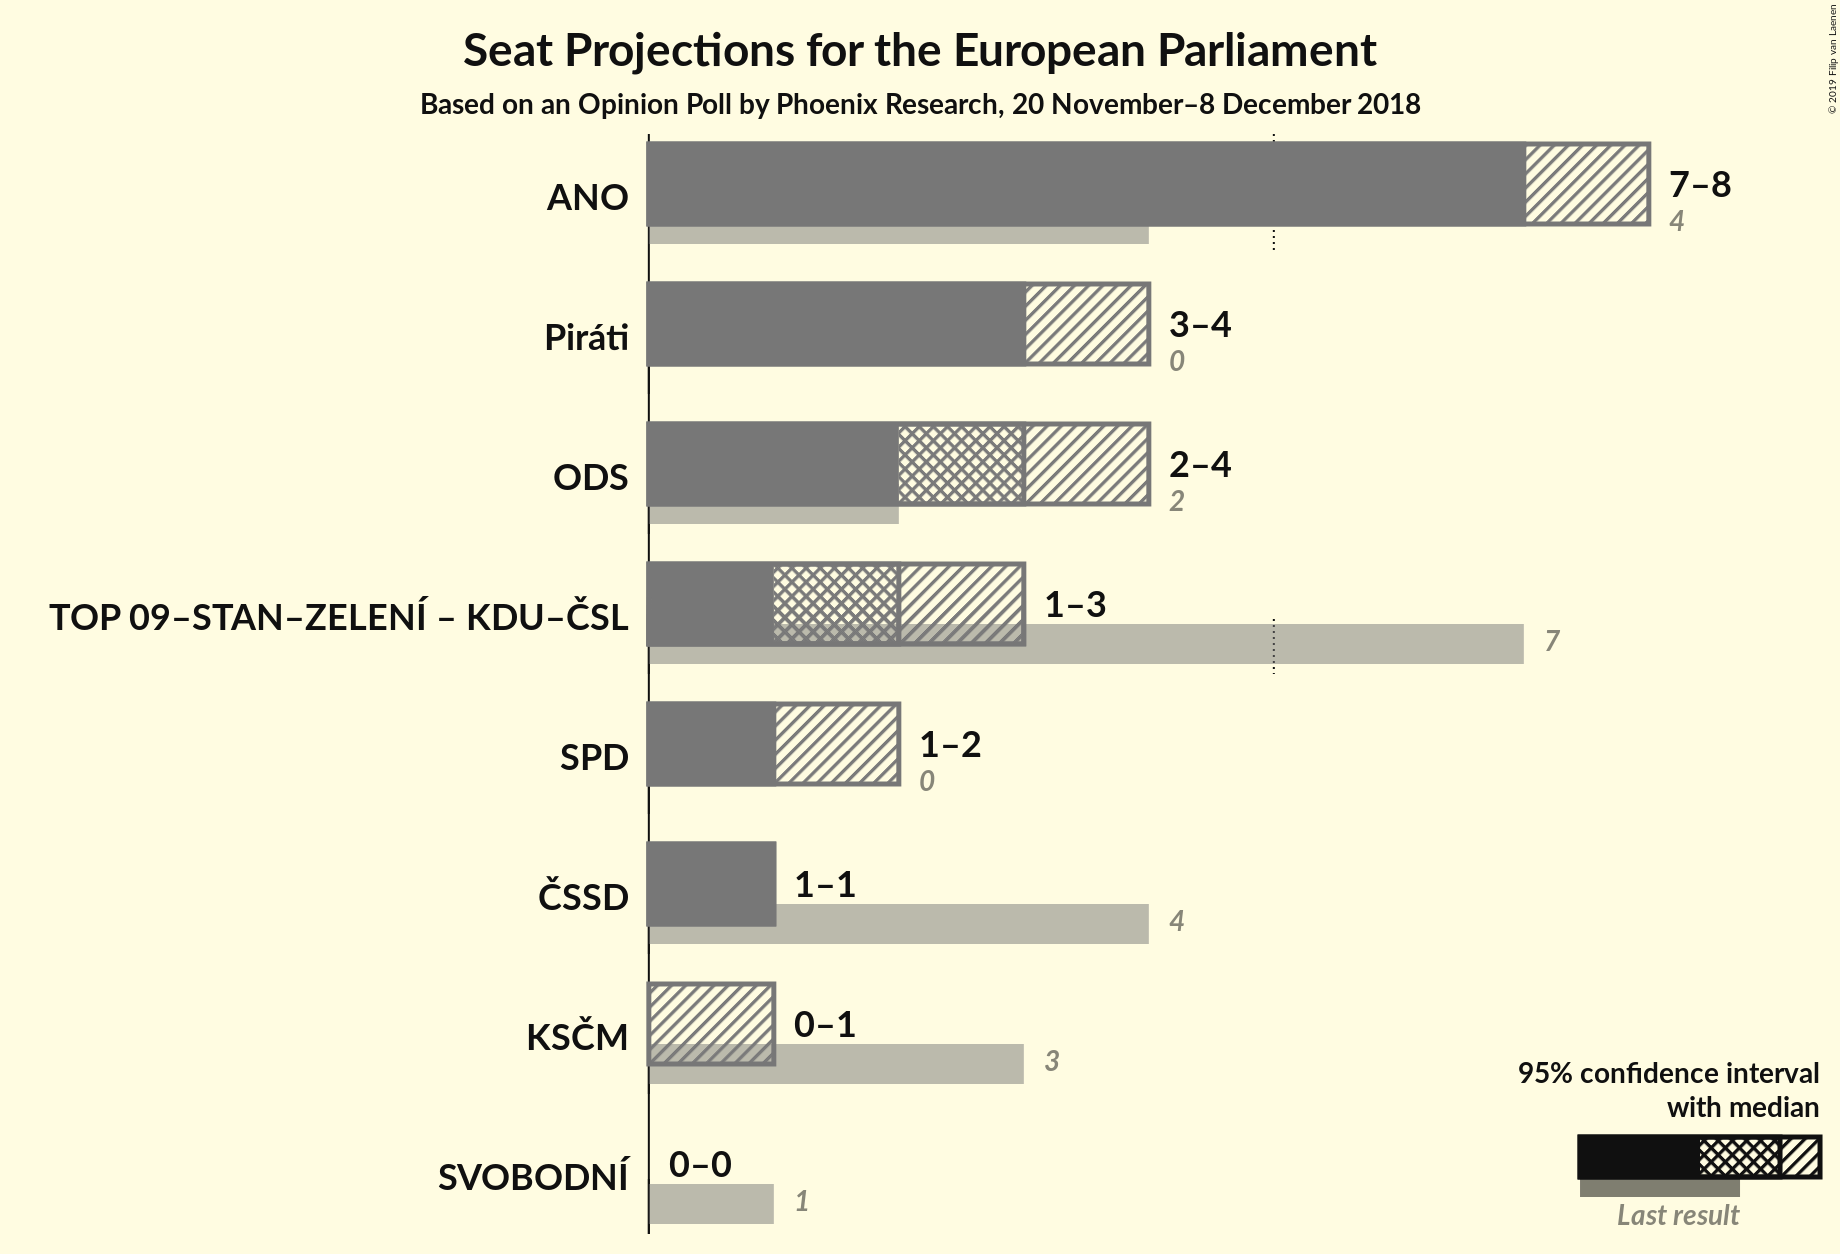 Seat Projections for the European Parliament
Based on an Opinion Poll by Phoenix Research, 20 November–8 December 2018
© 2019 Filip van Laenen
ANO
7–8
4
Piráti
3–4
0
ODS
2–4
2
TOP 09–STAN–ZELENÍ – KDU–ČSL
1–3
7
SPD
1–2
0
ČSSD
1–1
4
KSČM
0–1
3
SVOBODNÍ
0–0
1
95% confidence interval
with median
Last result